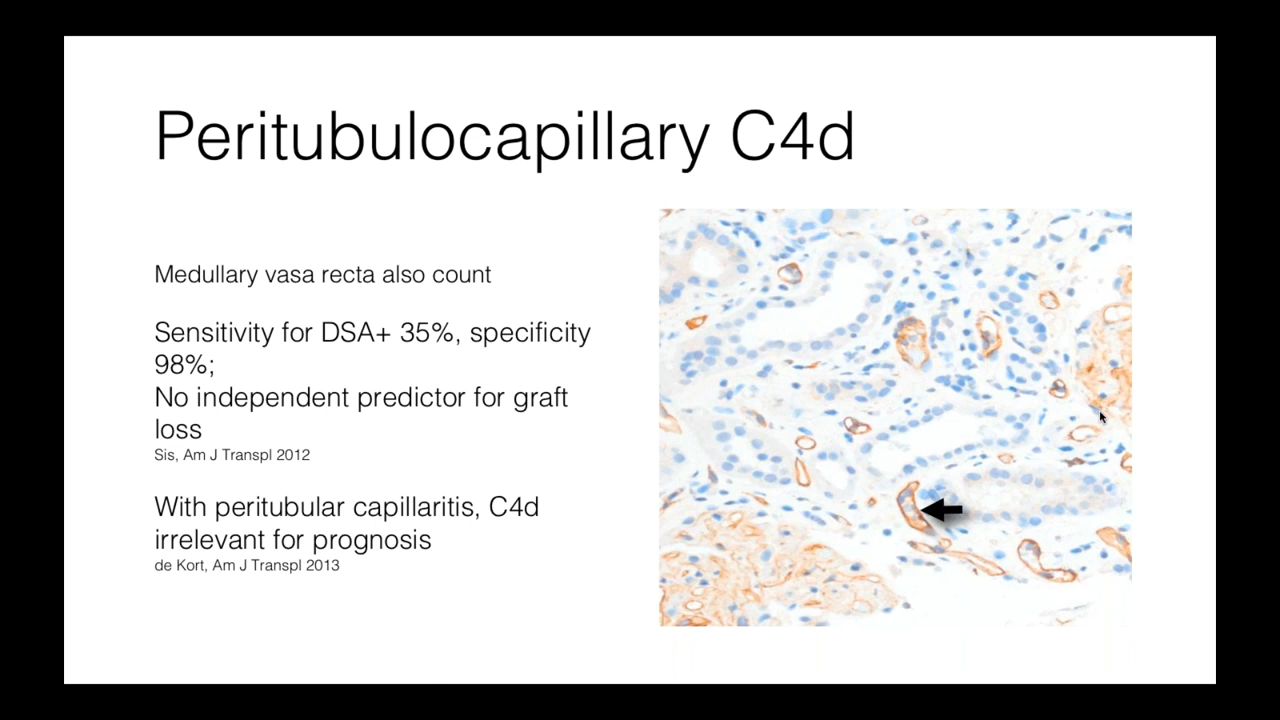 Peritubulocapillary C4d
Medullary vasa recta also count
Sensitivity for DSA+ 35%, specificity
98%;
No independent predictor for graft
loss
Sis, Am J Transpl 2012
With peritubular capillaritis, C4d
irrelevant for prognosis
de Kort, Am J Transpl 2013